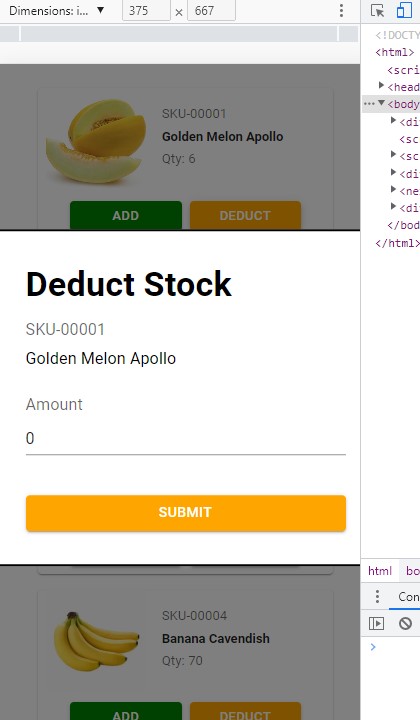 Dimensions: i... ▼ 375 × 667
<!DOCTY
<html>
<scri
▶ <head
... ▼ <body
▶ <di
<sc
▶ <sc
▶ <di
▶ <ne
▶ <di
</bod
</html>
SKU-00001
Golden Melon Apollo
Qty: 6
ADD DEDUCT
Deduct Stock
SKU-00001
Golden Melon Apollo
Amount
0
SUBMIT
SKU-00004
Banana Cavendish
Qty: 70
ADD DEDUCT
html bo
Con